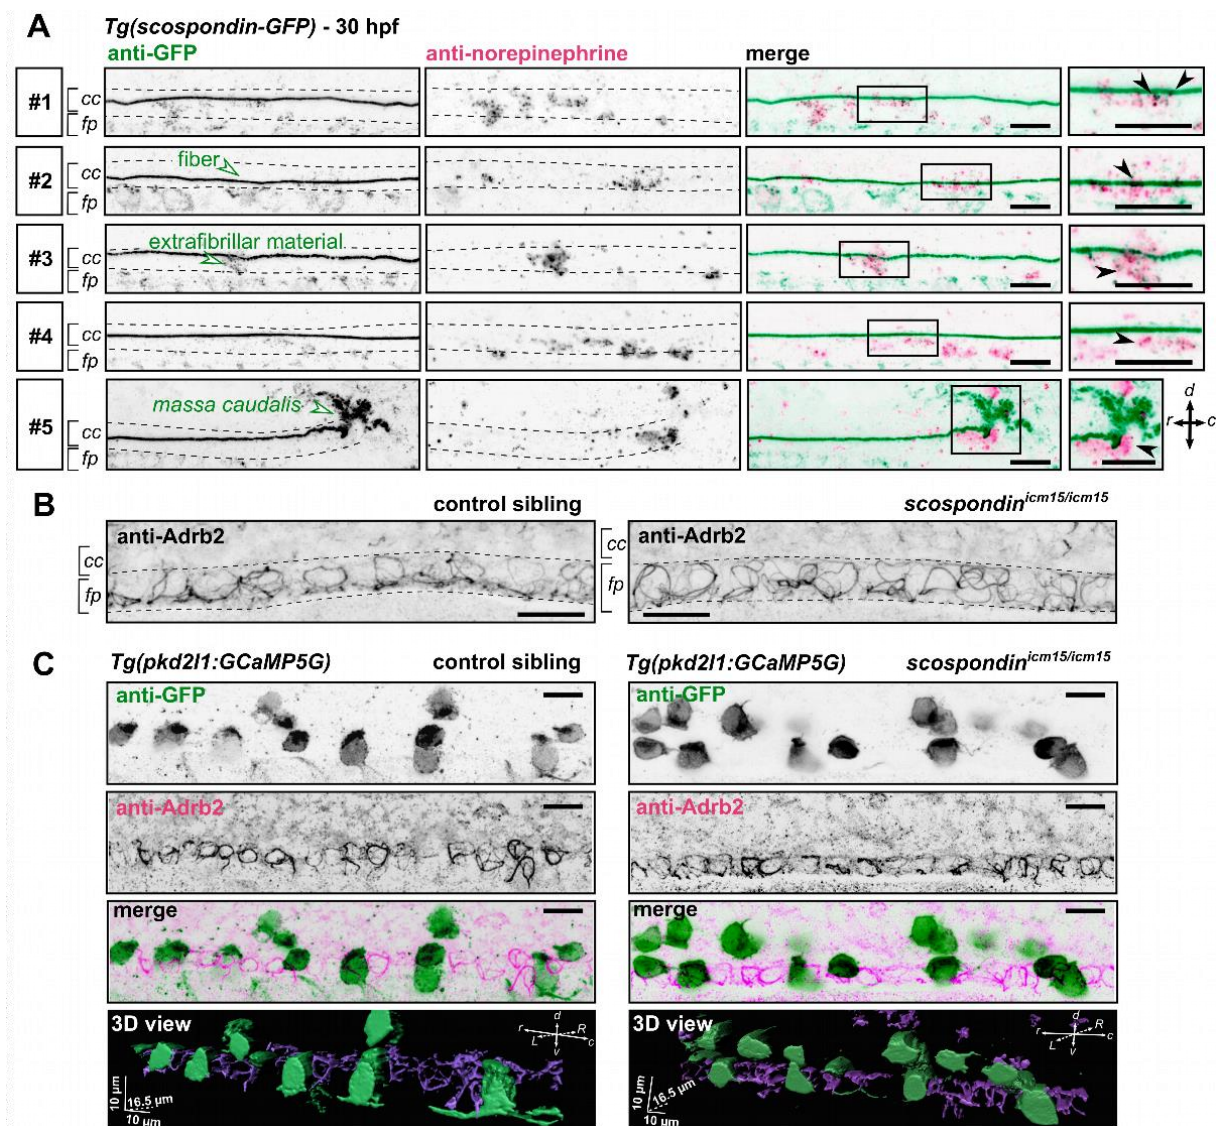 A
Tg(scospondin-GFP) - 30 hpf
anti-GFP anti-norepinephrine merge
#1 cc fp
#2 cc fp fiber
#3 cc fp extrafibrillar material
#4 cc fp
#5 cc fp massa caudalis
d
r c
B control sibling scospondin icm15/icm15
cc fp anti-Adrb2 cc fp anti-Adrb2
C Tg(pkd2l1:GCaMP5G) control sibling Tg(pkd2l1:GCaMP5G) scospondin icm15/icm15
anti-GFP anti-GFP
anti-Adrb2 anti-Adrb2
merge merge
3D view d r R L c v 3D view d r R L c v
10 µm 16.5 µm 10 µm 10 µm 16.5 µm 10 µm